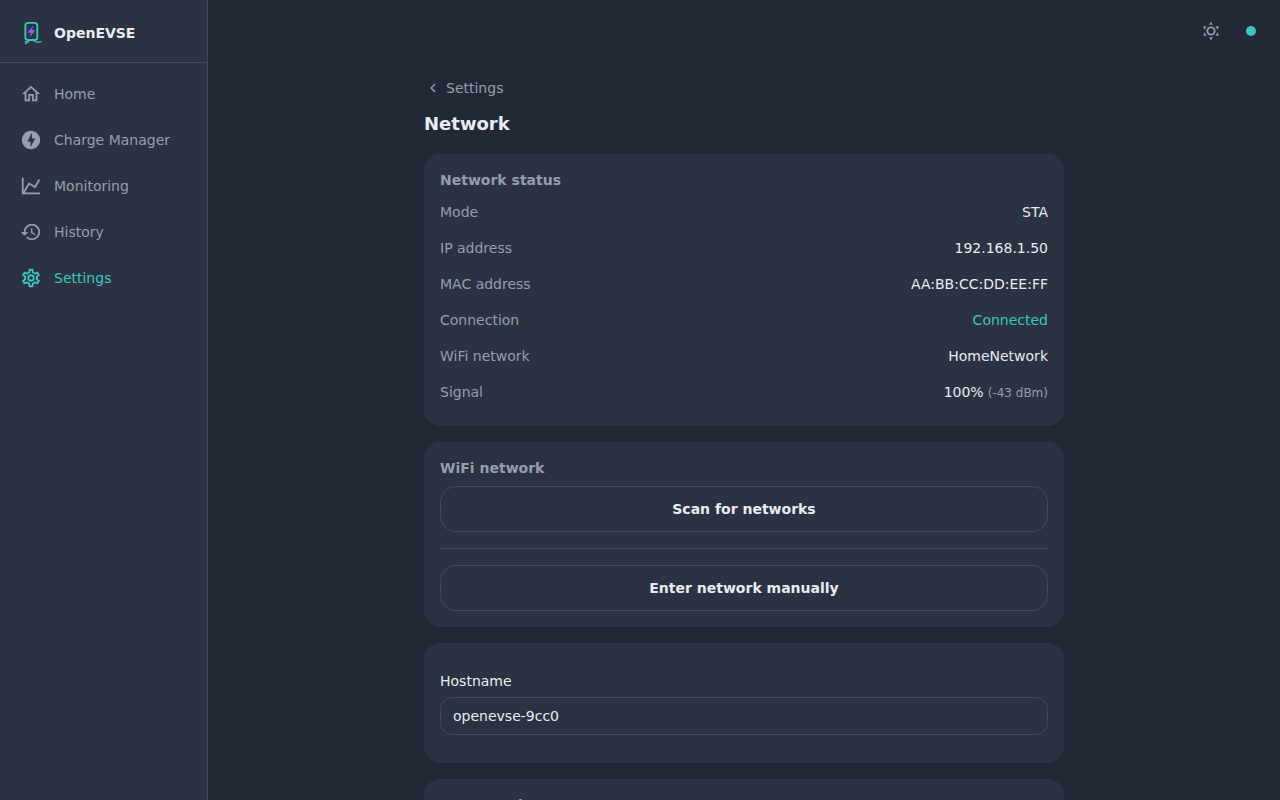 OpenEVSE
Home
Charge Manager
Monitoring
History
Settings
Settings
Network
Network status
Mode STA
IP address 192.168.1.50
MAC address AA:BB:CC:DD:EE:FF
Connection Connected
WiFi network HomeNetwork
Signal 100% (-43 dBm)
WiFi network
Scan for networks
Enter network manually
Hostname
openevse-9cc0